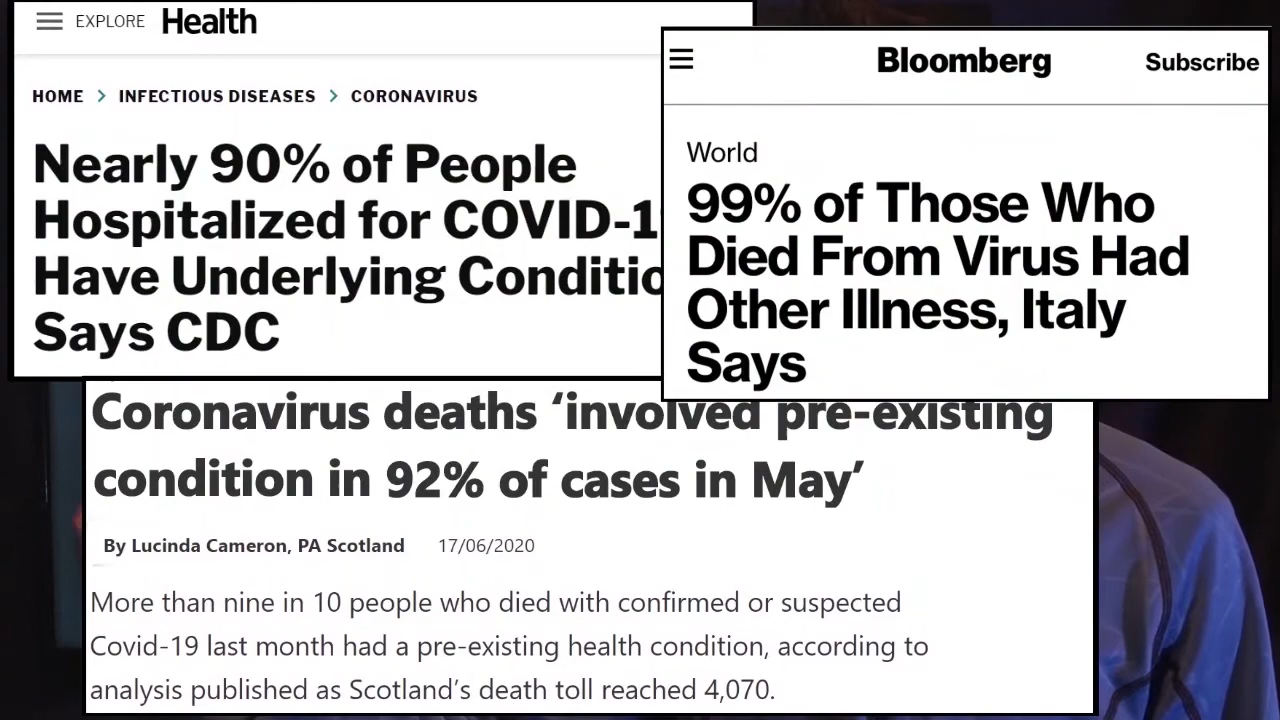 EXPLORE Health
HOME > INFECTIOUS DISEASES > CORONAVIRUS
Nearly 90% of People
Hospitalized for COVID-1
Have Underlying Conditio
Says CDC
Bloomberg
Subscribe
World
99% of Those Who
Died From Virus Had
Other Illness, Italy
Says
Coronavirus deaths ‘involved pre-existing
condition in 92% of cases in May’
By Lucinda Cameron, PA Scotland 17/06/2020
More than nine in 10 people who died with confirmed or suspected
Covid-19 last month had a pre-existing health condition, according to
analysis published as Scotland’s death toll reached 4,070.